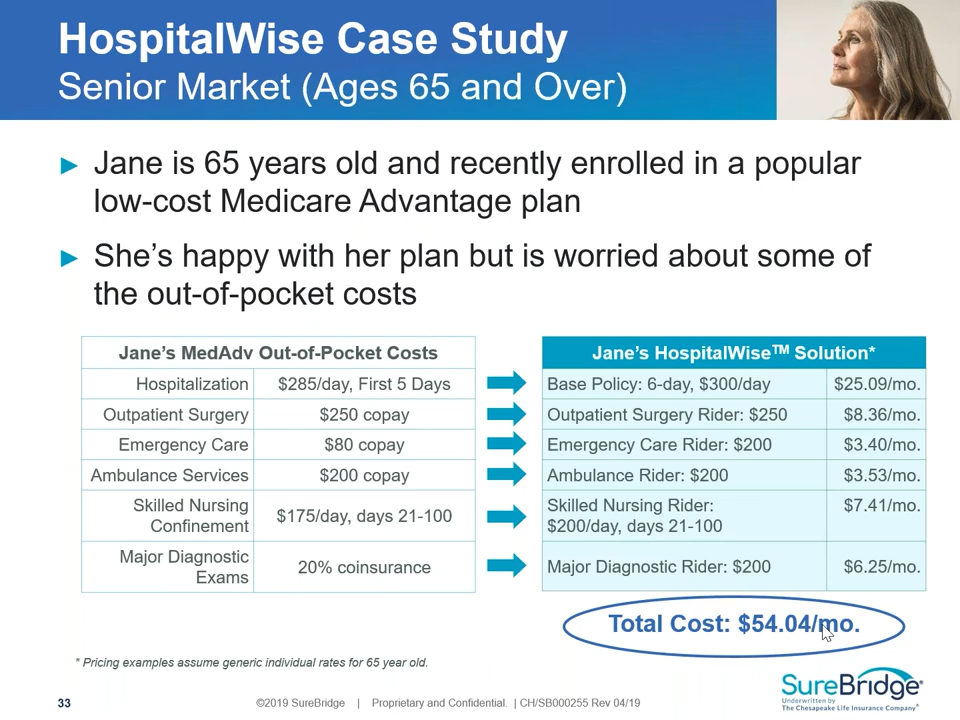 HospitalWise Case Study
Senior Market (Ages 65 and Over)
► Jane is 65 years old and recently enrolled in a popular
low-cost Medicare Advantage plan
► She's happy with her plan but is worried about some of
the out-of-pocket costs
Jane's MedAdv Out-of-Pocket Costs
Hospitalization $285/day, First 5 Days
Outpatient Surgery $250 copay
Emergency Care $80 copay
Ambulance Services $200 copay
Skilled Nursing
Confinement $175/day, days 21-100
Major Diagnostic
Exams 20% coinsurance
Jane's HospitalWise™ Solution*
Base Policy: 6-day, $300/day $25.09/mo.
Outpatient Surgery Rider: $250 $8.36/mo.
Emergency Care Rider: $200 $3.40/mo.
Ambulance Rider: $200 $3.53/mo.
Skilled Nursing Rider: $7.41/mo.
$200/day, days 21-100
Major Diagnostic Rider: $200 $6.25/mo.
Total Cost: $54.04/mo.
* Pricing examples assume generic individual rates for 65 year old.
33
©2019 SureBridge | Proprietary and Confidential. | CH/SB000255 Rev 04/19
SureBridge®
Underwritten by
The Chesapeake Life Insurance Company®